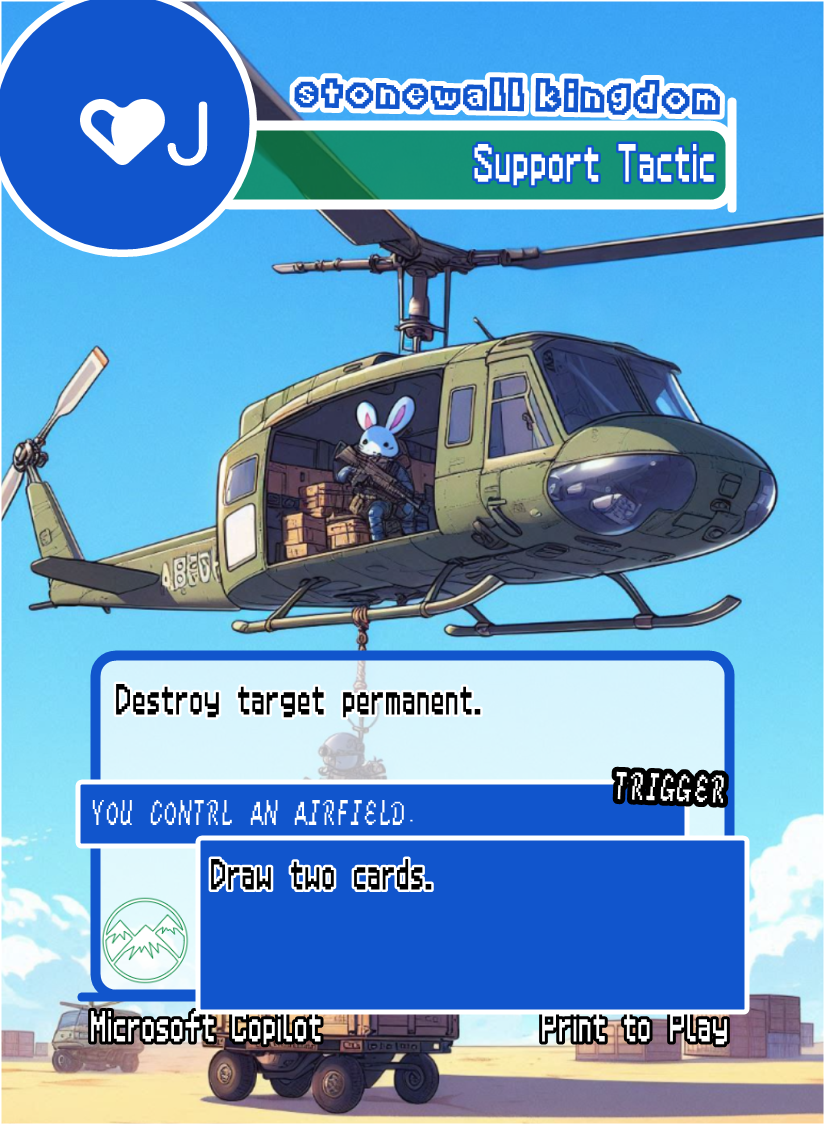 J
stonewall kingdom
Support Tactic
Destroy target permanent.
TRIGGER
YOU CONTRL AN AIRFIELD.
Draw two cards.
Microsoft Copilot
Print to Play